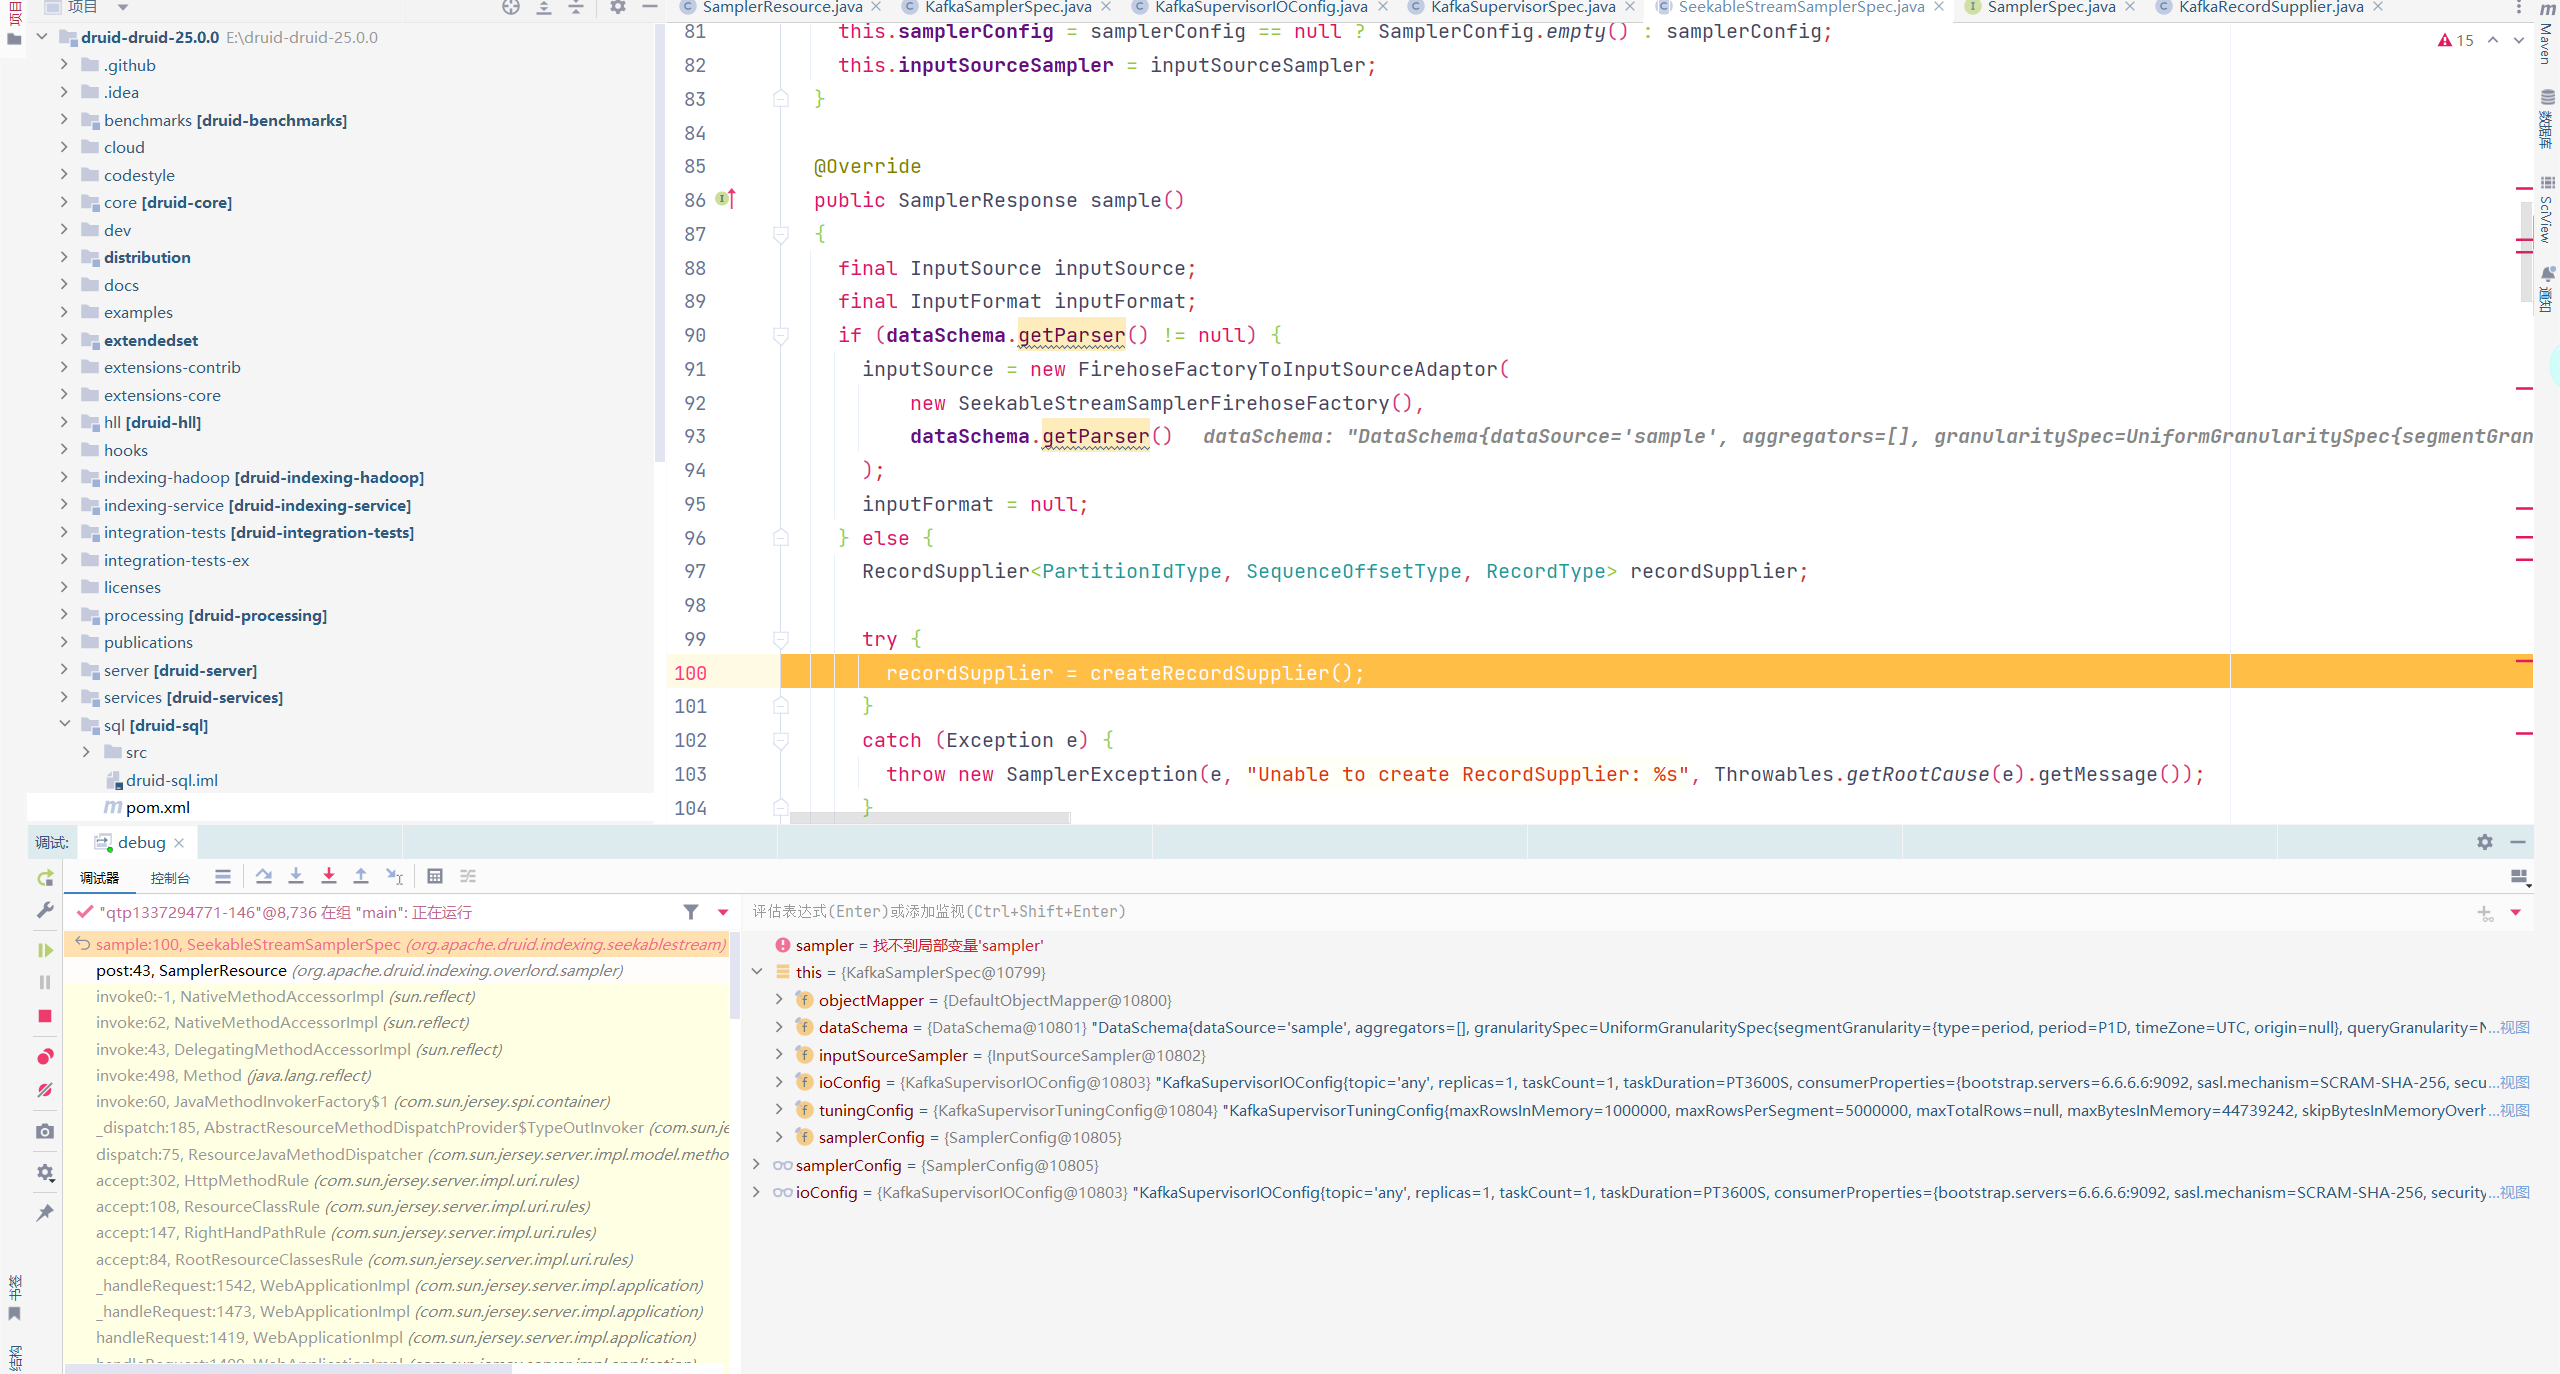 项目
SamplerResource.java
KafkaSamplerSpec.java
KafkaSupervisorIOConfig.java
KafkaSupervisorSpec.java
SeekableStreamSamplerSpec.java
SamplerSpec.java
KafkaRecordSupplier.java
项目
druid-druid-25.0.0 E:\druid-druid-25.0.0
.github
.idea
benchmarks [druid-benchmarks]
cloud
codestyle
core [druid-core]
dev
distribution
docs
examples
extendedset
extensions-contrib
extensions-core
hll [druid-hll]
hooks
indexing-hadoop [druid-indexing-hadoop]
indexing-service [druid-indexing-service]
integration-tests [druid-integration-tests]
integration-tests-ex
licenses
processing [druid-processing]
publications
server [druid-server]
services [druid-services]
sql [druid-sql]
src
druid-sql.iml
pom.xml
81 this.samplerConfig = samplerConfig == null ? SamplerConfig.empty() : samplerConfig;
82 this.inputSourceSampler = inputSourceSampler;
83 }
84
85 @Override
86 public SamplerResponse sample()
87 {
88 final InputSource inputSource;
89 final InputFormat inputFormat;
90 if (dataSchema.getParser() != null) {
91 inputSource = new FirehoseFactoryToInputSourceAdaptor(
92 new SeekableStreamSamplerFirehoseFactory(),
93 dataSchema.getParser() dataSchema: "DataSchema{dataSource='sample', aggregators=[], granularitySpec=UniformGranularitySpec{segmentGran
94 );
95 inputFormat = null;
96 } else {
97 RecordSupplier<PartitionIdType, SequenceOffsetType, RecordType> recordSupplier;
98
99 try {
100 recordSupplier = createRecordSupplier();
101 }
102 catch (Exception e) {
103 throw new SamplerException(e, "Unable to create RecordSupplier: %s", Throwables.getRootCause(e).getMessage());
104 }
15
Maven
数据库
SciView
通知
调试: debug
调试器 控制台
"qtp1337294771-146"@8,736 在组 "main": 正在运行
sample:100, SeekableStreamSamplerSpec (org.apache.druid.indexing.seekablestream)
post:43, SamplerResource (org.apache.druid.indexing.overlord.sampler)
invoke0:-1, NativeMethodAccessorImpl (sun.reflect)
invoke:62, NativeMethodAccessorImpl (sun.reflect)
invoke:43, DelegatingMethodAccessorImpl (sun.reflect)
invoke:498, Method (java.lang.reflect)
invoke:60, JavaMethodInvokerFactory$1 (com.sun.jersey.spi.container)
_dispatch:185, AbstractResourceMethodDispatchProvider$TypeOutInvoker (com.sun.je
dispatch:75, ResourceJavaMethodDispatcher (com.sun.jersey.server.impl.model.metho
accept:302, HttpMethodRule (com.sun.jersey.server.impl.uri.rules)
accept:108, ResourceClassRule (com.sun.jersey.server.impl.uri.rules)
accept:147, RightHandPathRule (com.sun.jersey.server.impl.uri.rules)
accept:84, RootResourceClassesRule (com.sun.jersey.server.impl.uri.rules)
_handleRequest:1542, WebApplicationImpl (com.sun.jersey.server.impl.application)
_handleRequest:1473, WebApplicationImpl (com.sun.jersey.server.impl.application)
handleRequest:1419, WebApplicationImpl (com.sun.jersey.server.impl.application)
评估表达式(Enter)或添加监视(Ctrl+Shift+Enter)
sampler = 找不到局部变量'sampler'
this = {KafkaSamplerSpec@10799}
objectMapper = {DefaultObjectMapper@10800}
dataSchema = {DataSchema@10801} "DataSchema{dataSource='sample', aggregators=[], granularitySpec=UniformGranularitySpec{segmentGranularity={type=period, period=P1D, timeZone=UTC, origin=null}, queryGranularity=N...视图
inputSourceSampler = {InputSourceSampler@10802}
ioConfig = {KafkaSupervisorIOConfig@10803} "KafkaSupervisorIOConfig{topic='any', replicas=1, taskCount=1, taskDuration=PT3600S, consumerProperties={bootstrap.servers=6.6.6.6:9092, sasl.mechanism=SCRAM-SHA-256, secu...视图
tuningConfig = {KafkaSupervisorTuningConfig@10804} "KafkaSupervisorTuningConfig{maxRowsInMemory=1000000, maxRowsPerSegment=5000000, maxTotalRows=null, maxBytesInMemory=44739242, skipBytesInMemoryOverh...视图
samplerConfig = {SamplerConfig@10805}
samplerConfig = {SamplerConfig@10805}
ioConfig = {KafkaSupervisorIOConfig@10803} "KafkaSupervisorIOConfig{topic='any', replicas=1, taskCount=1, taskDuration=PT3600S, consumerProperties={bootstrap.servers=6.6.6.6:9092, sasl.mechanism=SCRAM-SHA-256, security...视图
书签
结构